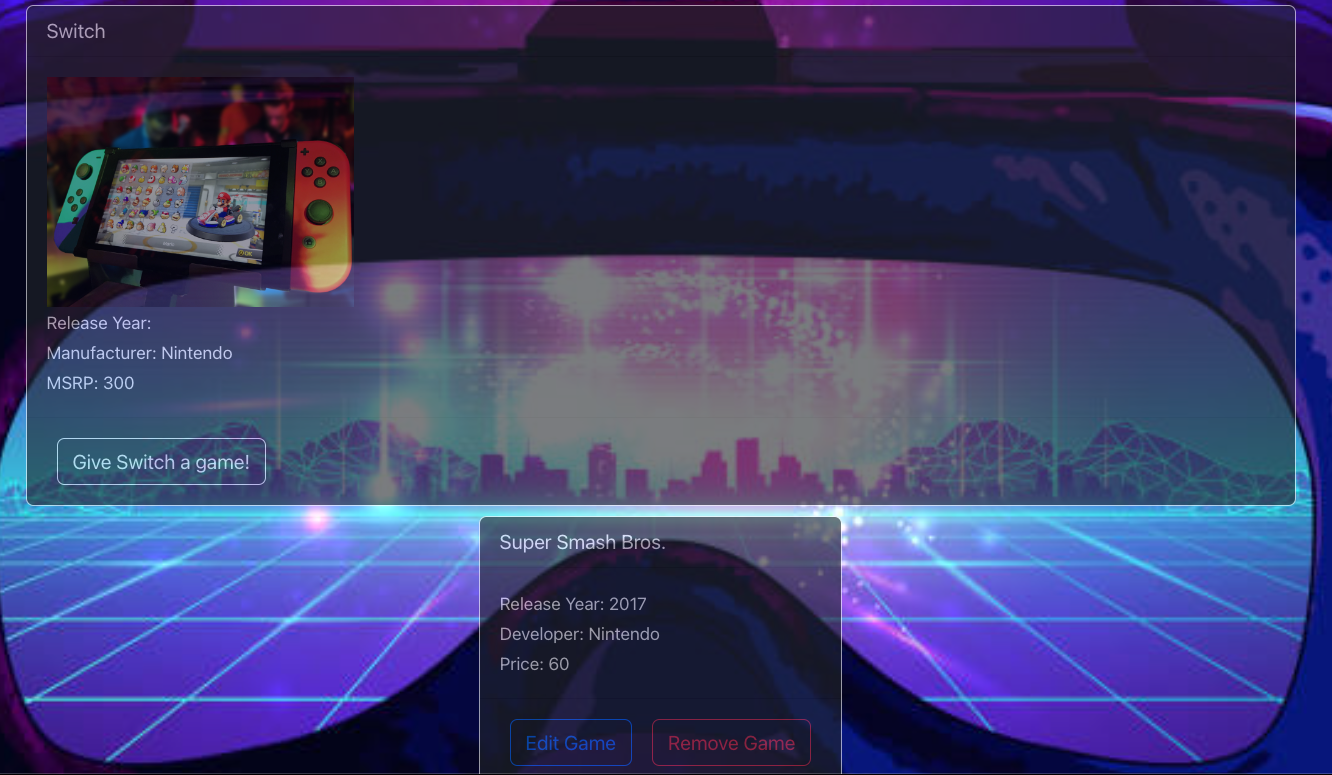 Switch
Release Year:
Manufacturer: Nintendo
MSRP: 300
Give Switch a game!
Super Smash Bros.
Release Year: 2017
Developer: Nintendo
Price: 60
Edit Game
Remove Game